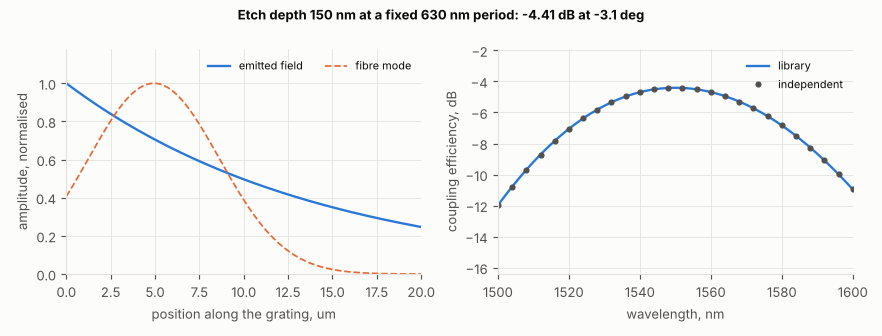 Etch depth 150 nm at a fixed 630 nm period: -4.41 dB at -3.1 deg
emitted field
fibre mode
amplitude, normalised
1.0
0.8
0.6
0.4
0.2
0.0
0.0 2.5 5.0 7.5 10.0 12.5 15.0 17.5 20.0
position along the grating, um
library
independent
coupling efficiency, dB
−2
−4
−6
−8
−10
−12
−14
−16
1500 1520 1540 1560 1580 1600
wavelength, nm